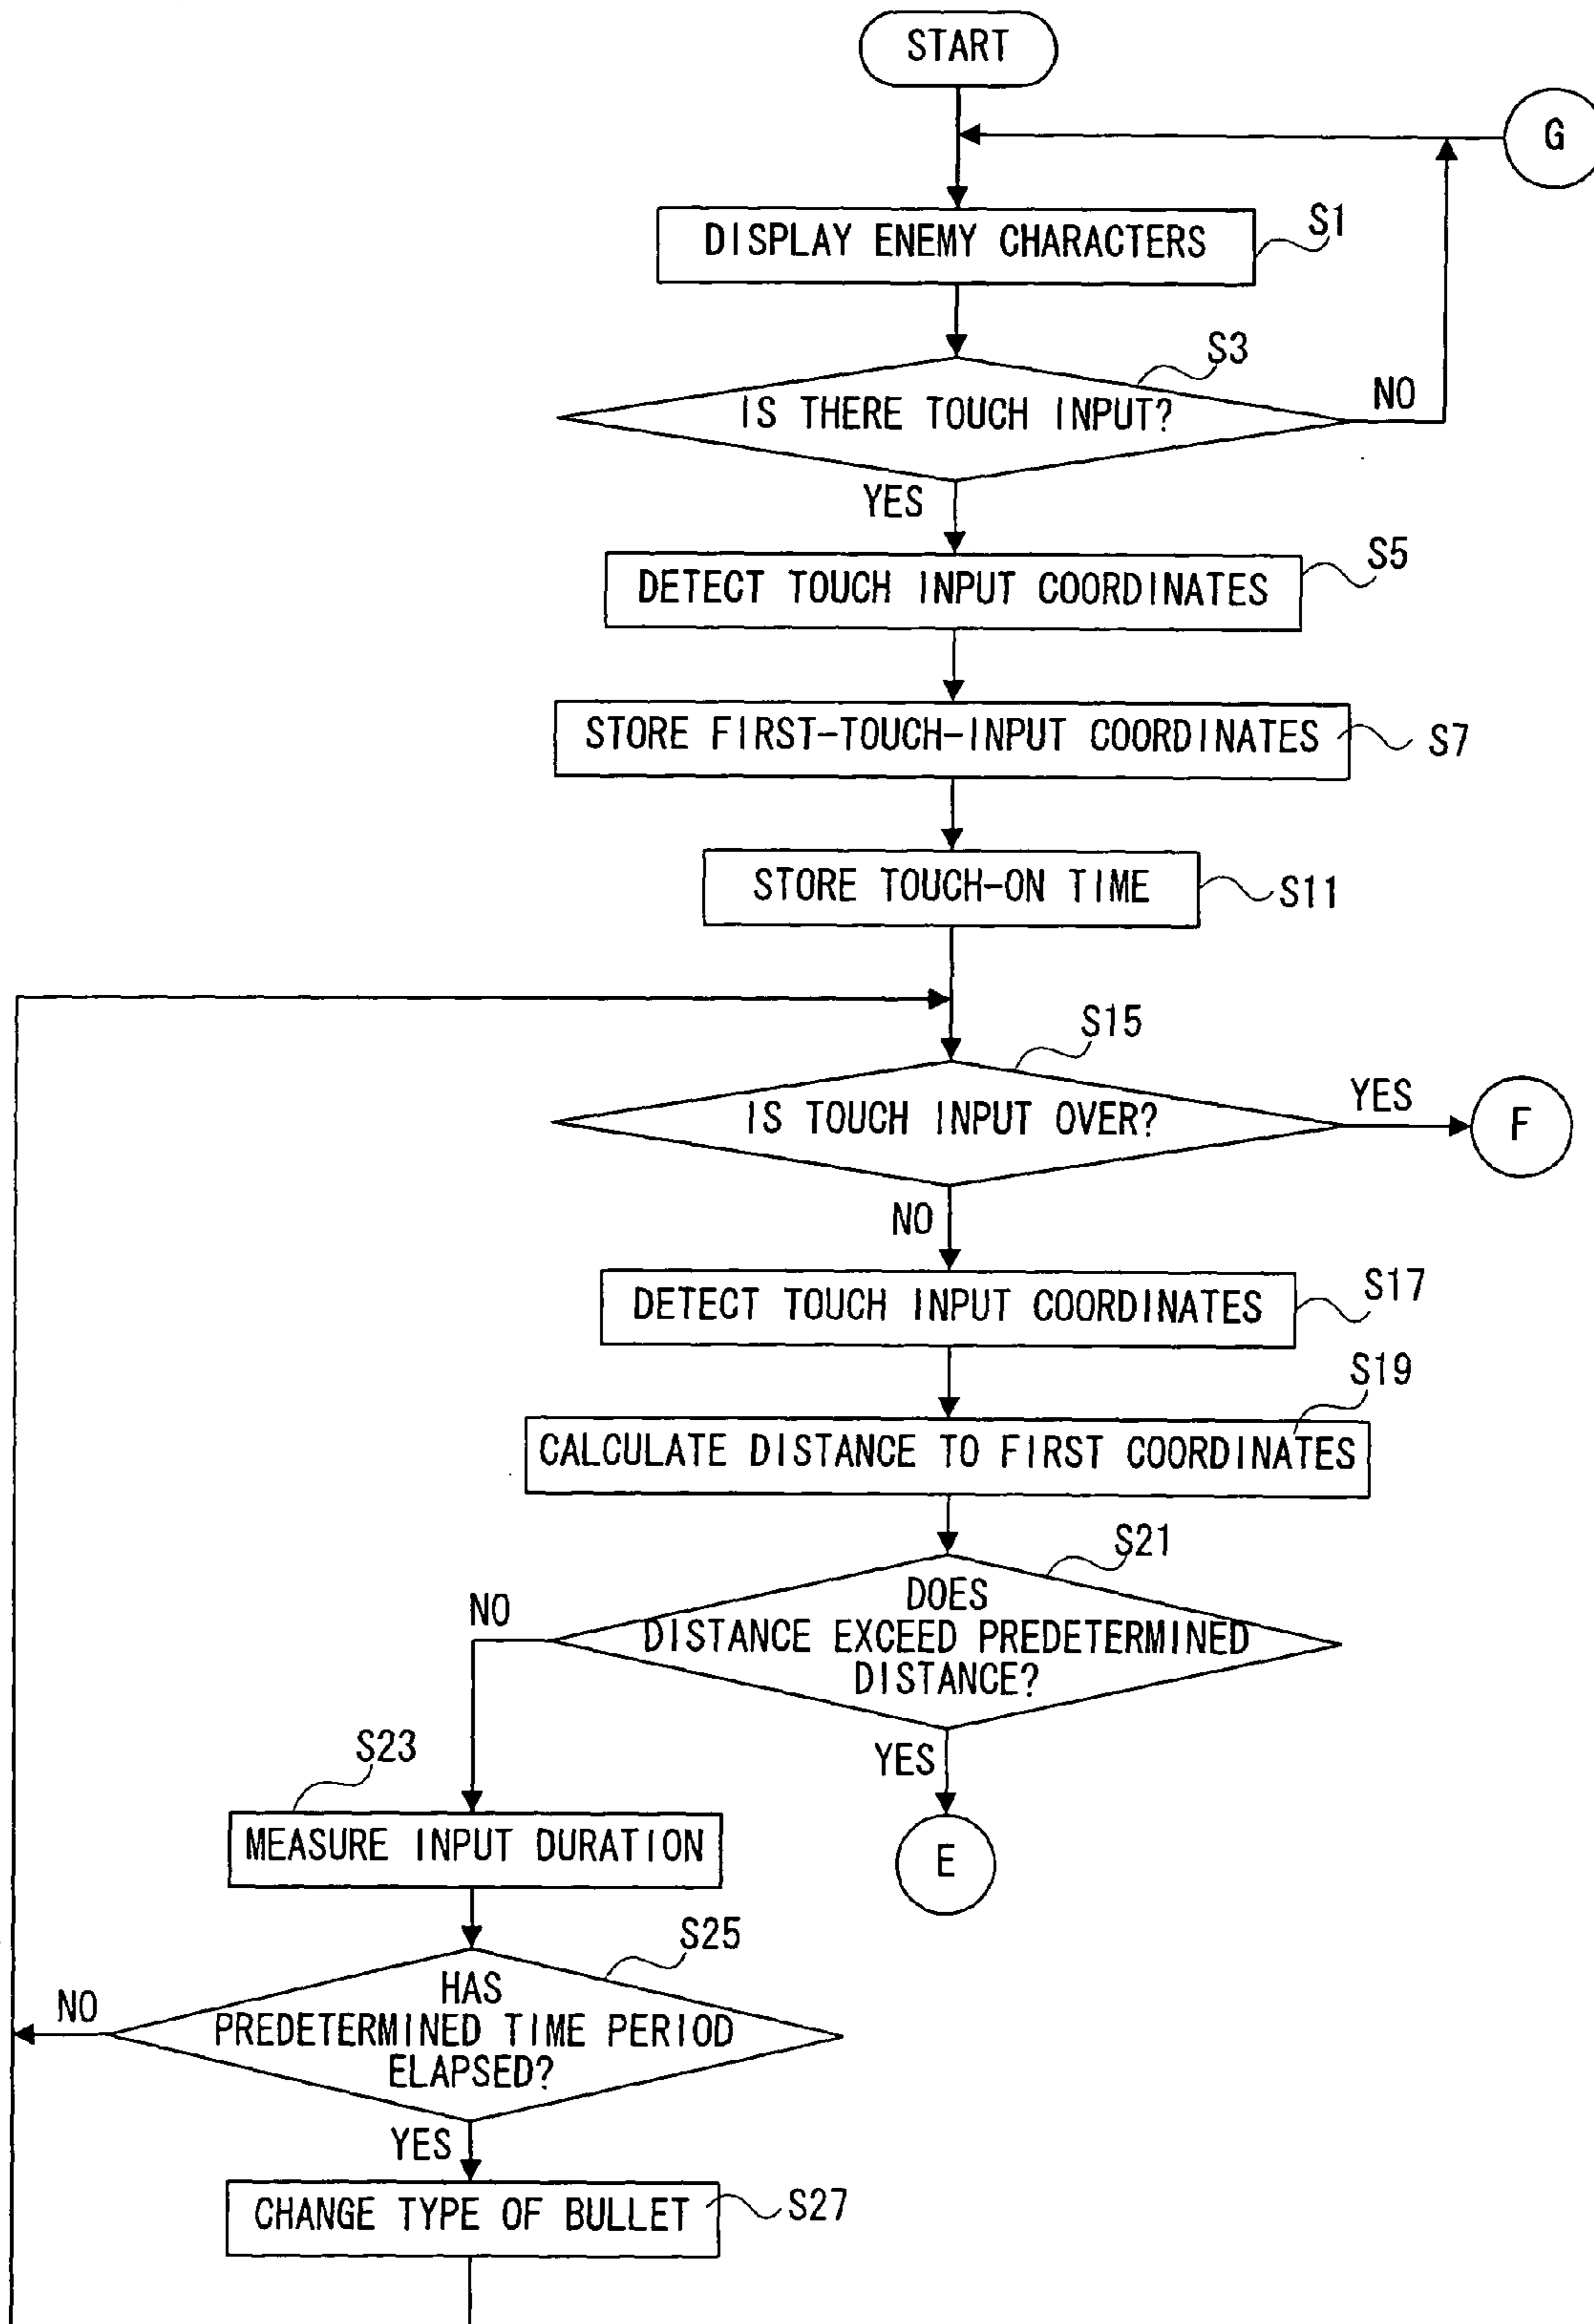 START
G
DISPLAY ENEMY CHARACTERS
S1
S3
IS THERE TOUCH INPUT?
NO
YES
DETECT TOUCH INPUT COORDINATES
S5
STORE FIRST-TOUCH-INPUT COORDINATES
S7
STORE TOUCH-ON TIME
S11
S15
IS TOUCH INPUT OVER?
YES
F
NO
DETECT TOUCH INPUT COORDINATES
S17
S19
CALCULATE DISTANCE TO FIRST COORDINATES
S21
DOES
DISTANCE EXCEED PREDETERMINED
DISTANCE?
NO
YES
E
S23
MEASURE INPUT DURATION
S25
HAS
PREDETERMINED TIME PERIOD
ELAPSED?
NO
YES
CHANGE TYPE OF BULLET
S27